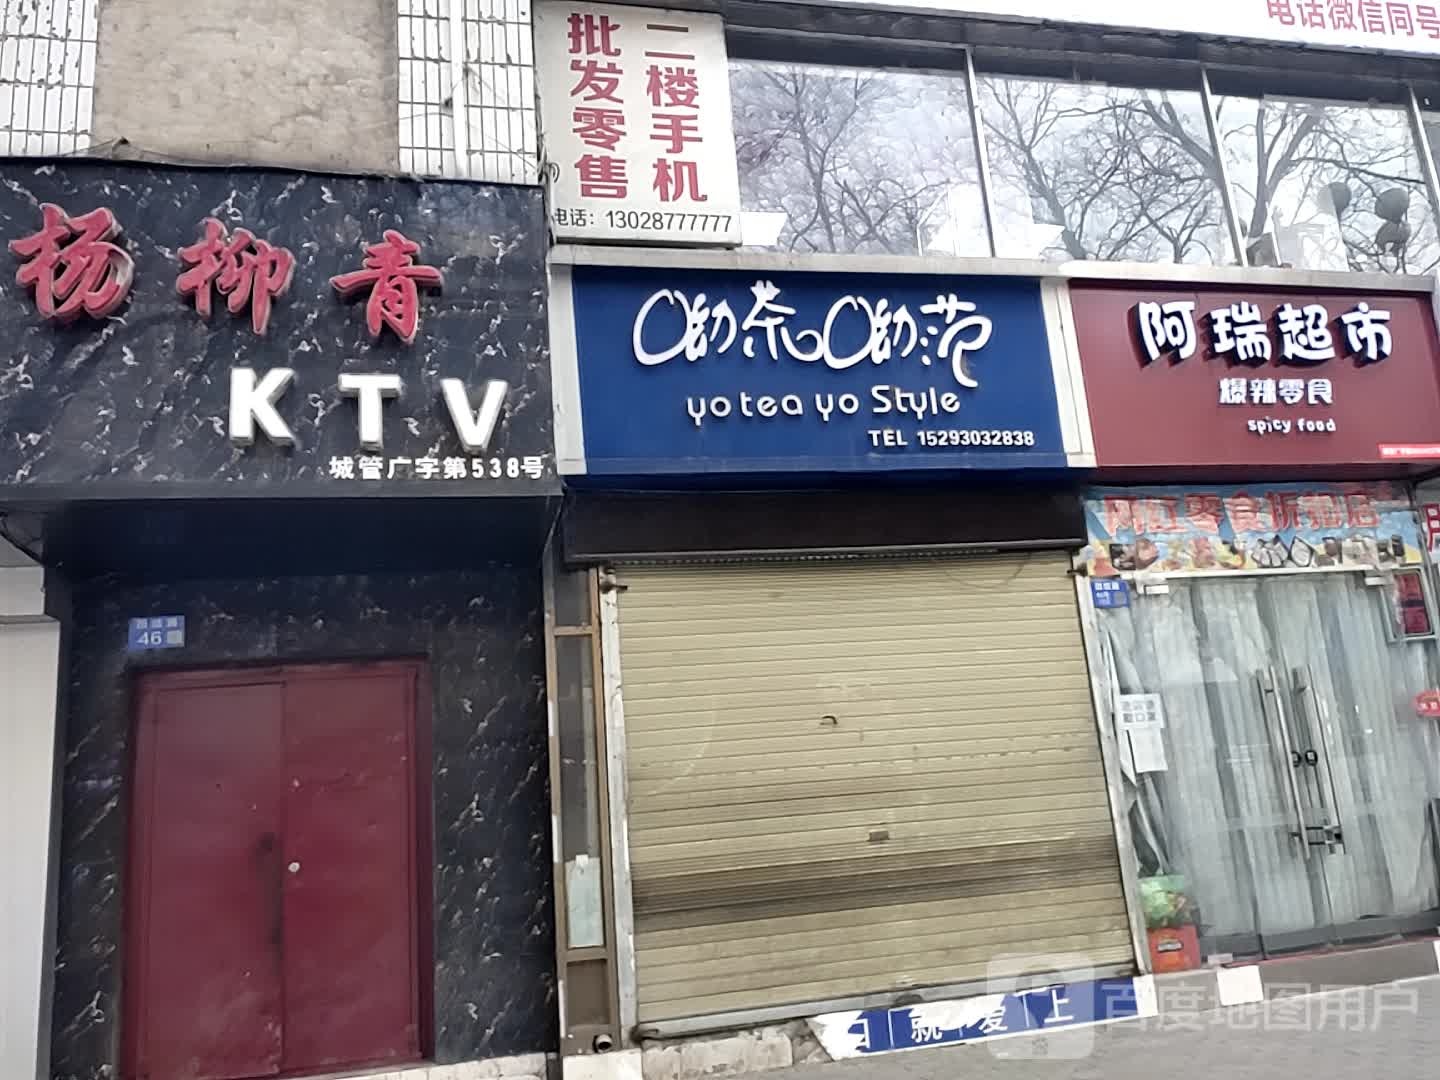 电话微信同号
二楼手机
批发零售
电话：13028777777
杨柳青
KTV
城管广字第538号
呦茶呦范
yo tea yo Style
TEL 15293032838
阿瑞超市
爆辣零食
spicy food
网红零食折扣店
46
就爱上
百度地图用户